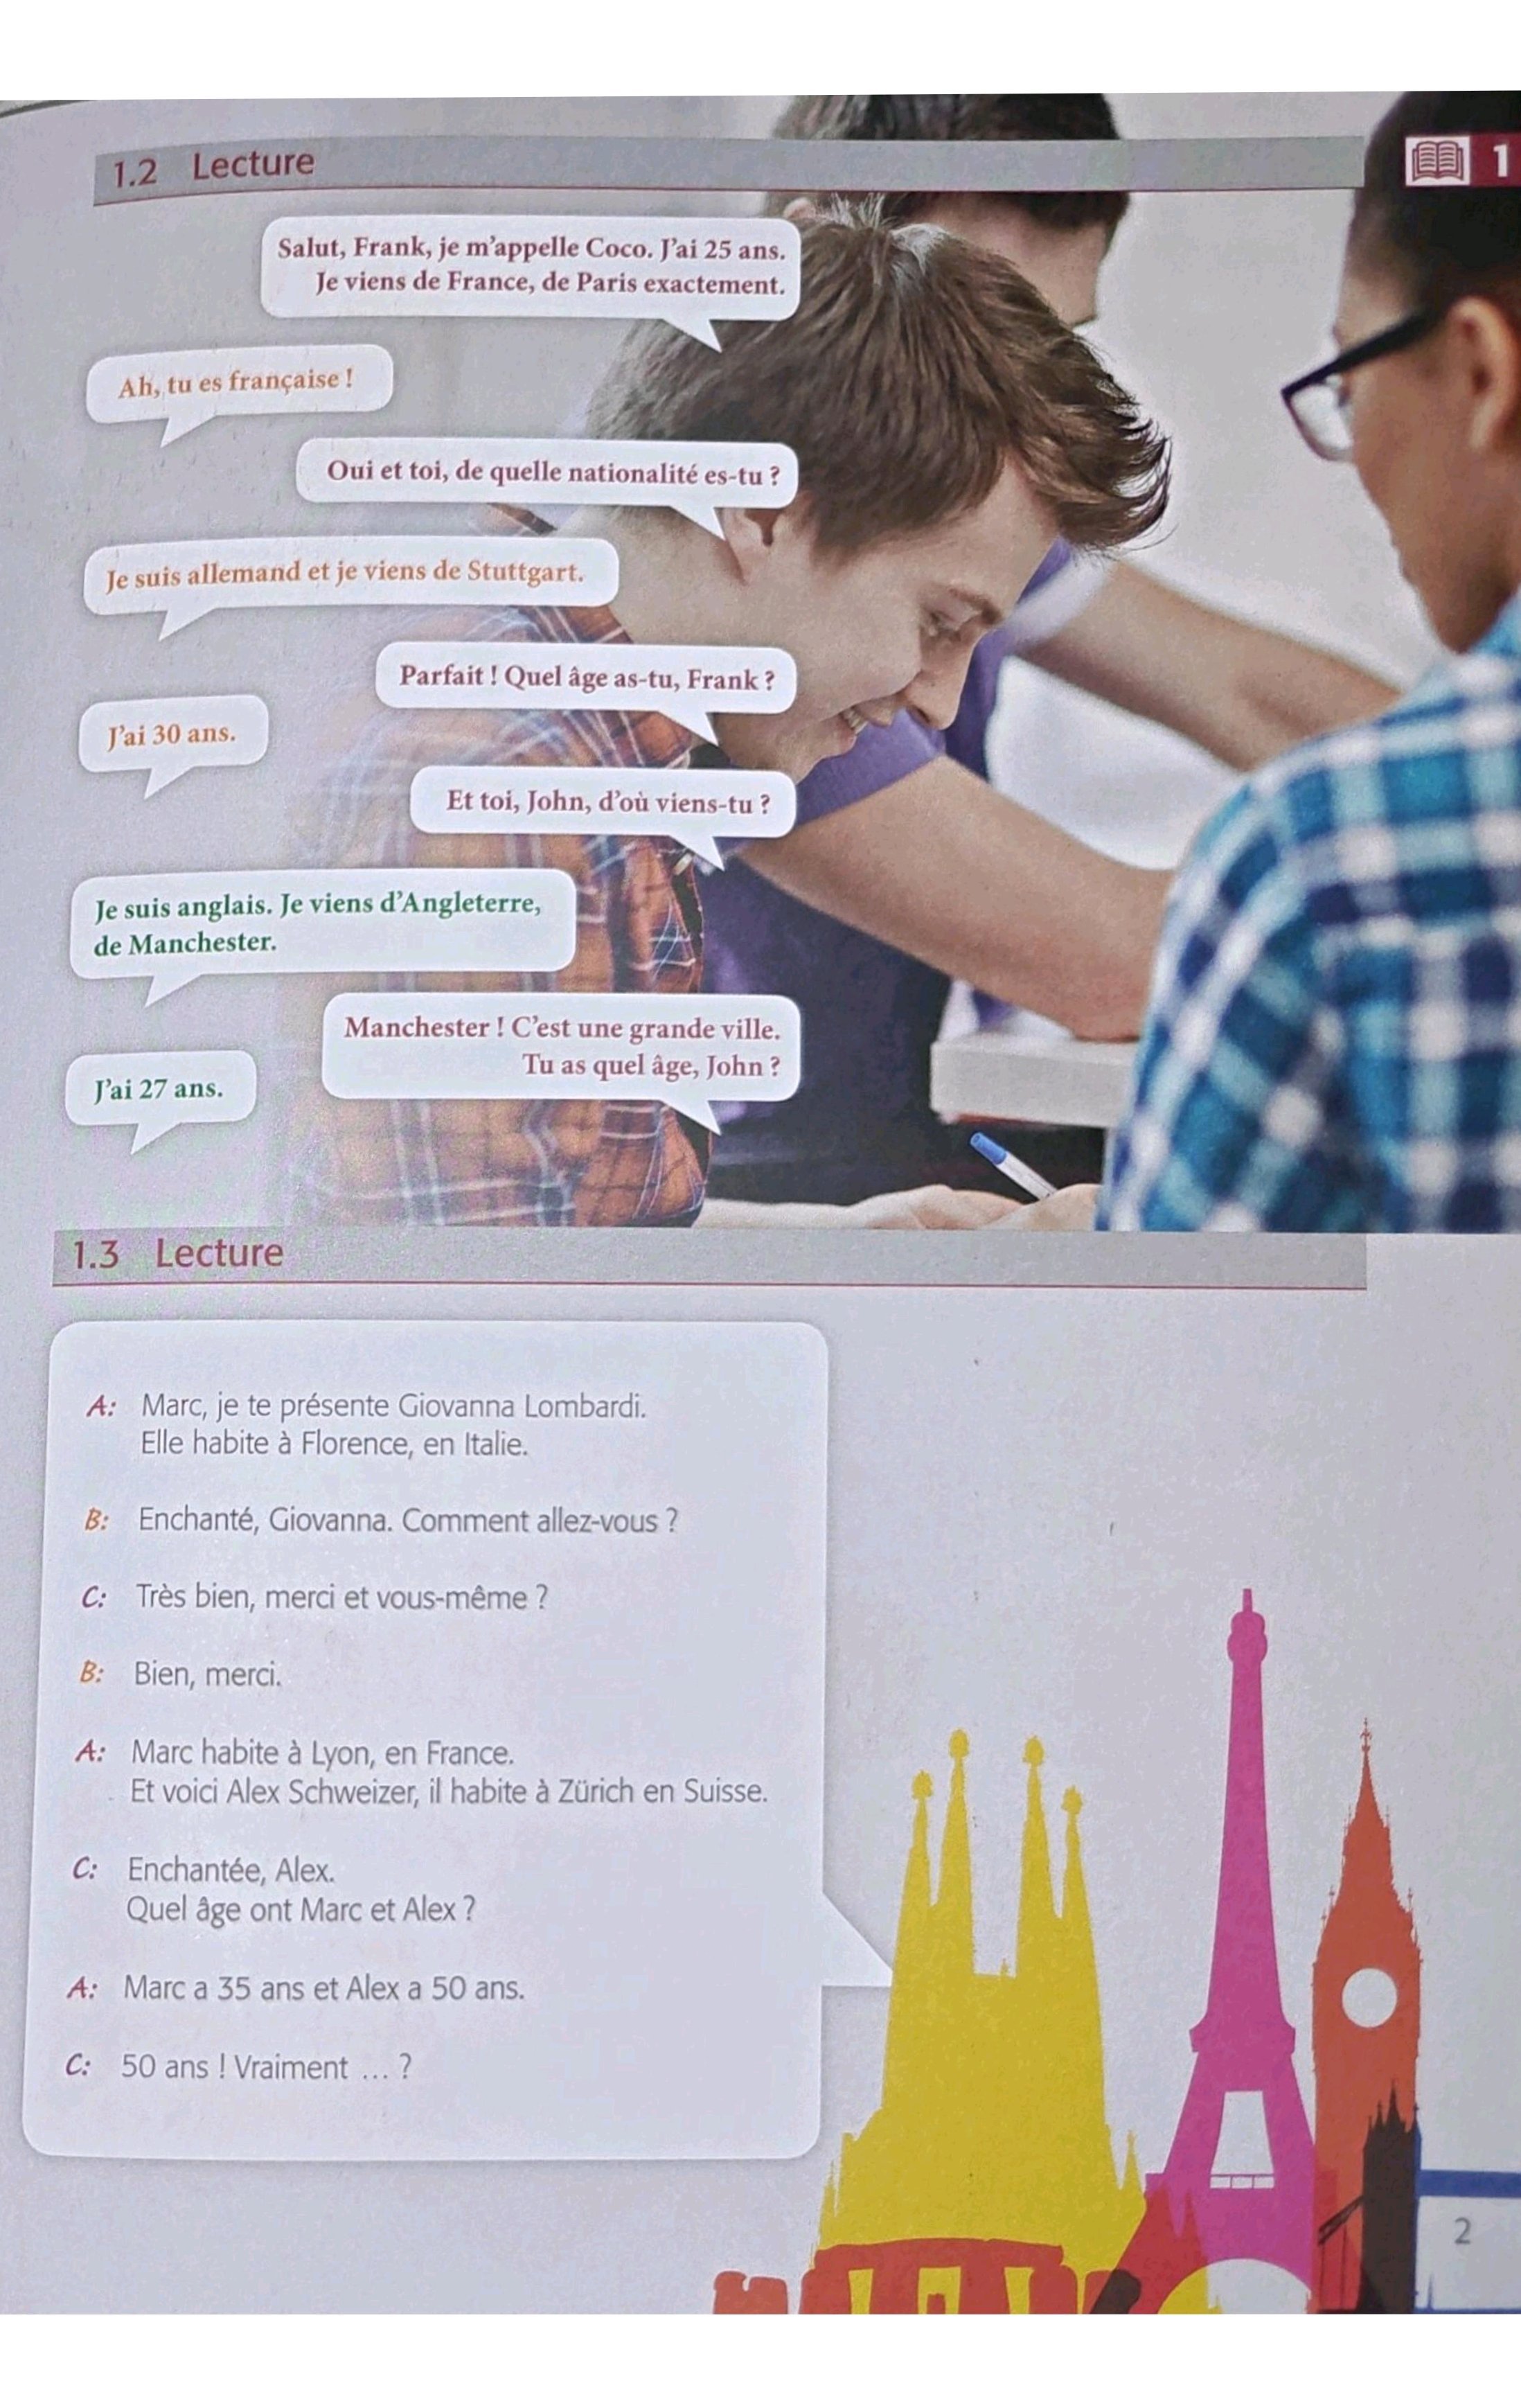 1.2 Lecture
1
Salut, Frank, je m'appelle Coco. J'ai 25 ans.
Je viens de France, de Paris exactement.
Ah, tu es française !
Oui et toi, de quelle nationalité es-tu ?
Je suis allemand et je viens de Stuttgart.
Parfait ! Quel âge as-tu, Frank ?
J'ai 30 ans.
Et toi, John, d'où viens-tu ?
Je suis anglais. Je viens d'Angleterre,
de Manchester.
Manchester ! C'est une grande ville.
Tu as quel âge, John ?
J'ai 27 ans.
1.3 Lecture
A: Marc, je te présente Giovanna Lombardi.
Elle habite à Florence, en Italie.
B: Enchanté, Giovanna. Comment allez-vous ?
C: Très bien, merci et vous-même ?
B: Bien, merci.
A: Marc habite à Lyon, en France.
Et voici Alex Schweizer, il habite à Zürich en Suisse.
C: Enchantée, Alex.
Quel âge ont Marc et Alex ?
A: Marc a 35 ans et Alex a 50 ans.
C: 50 ans ! Vraiment ... ?
2